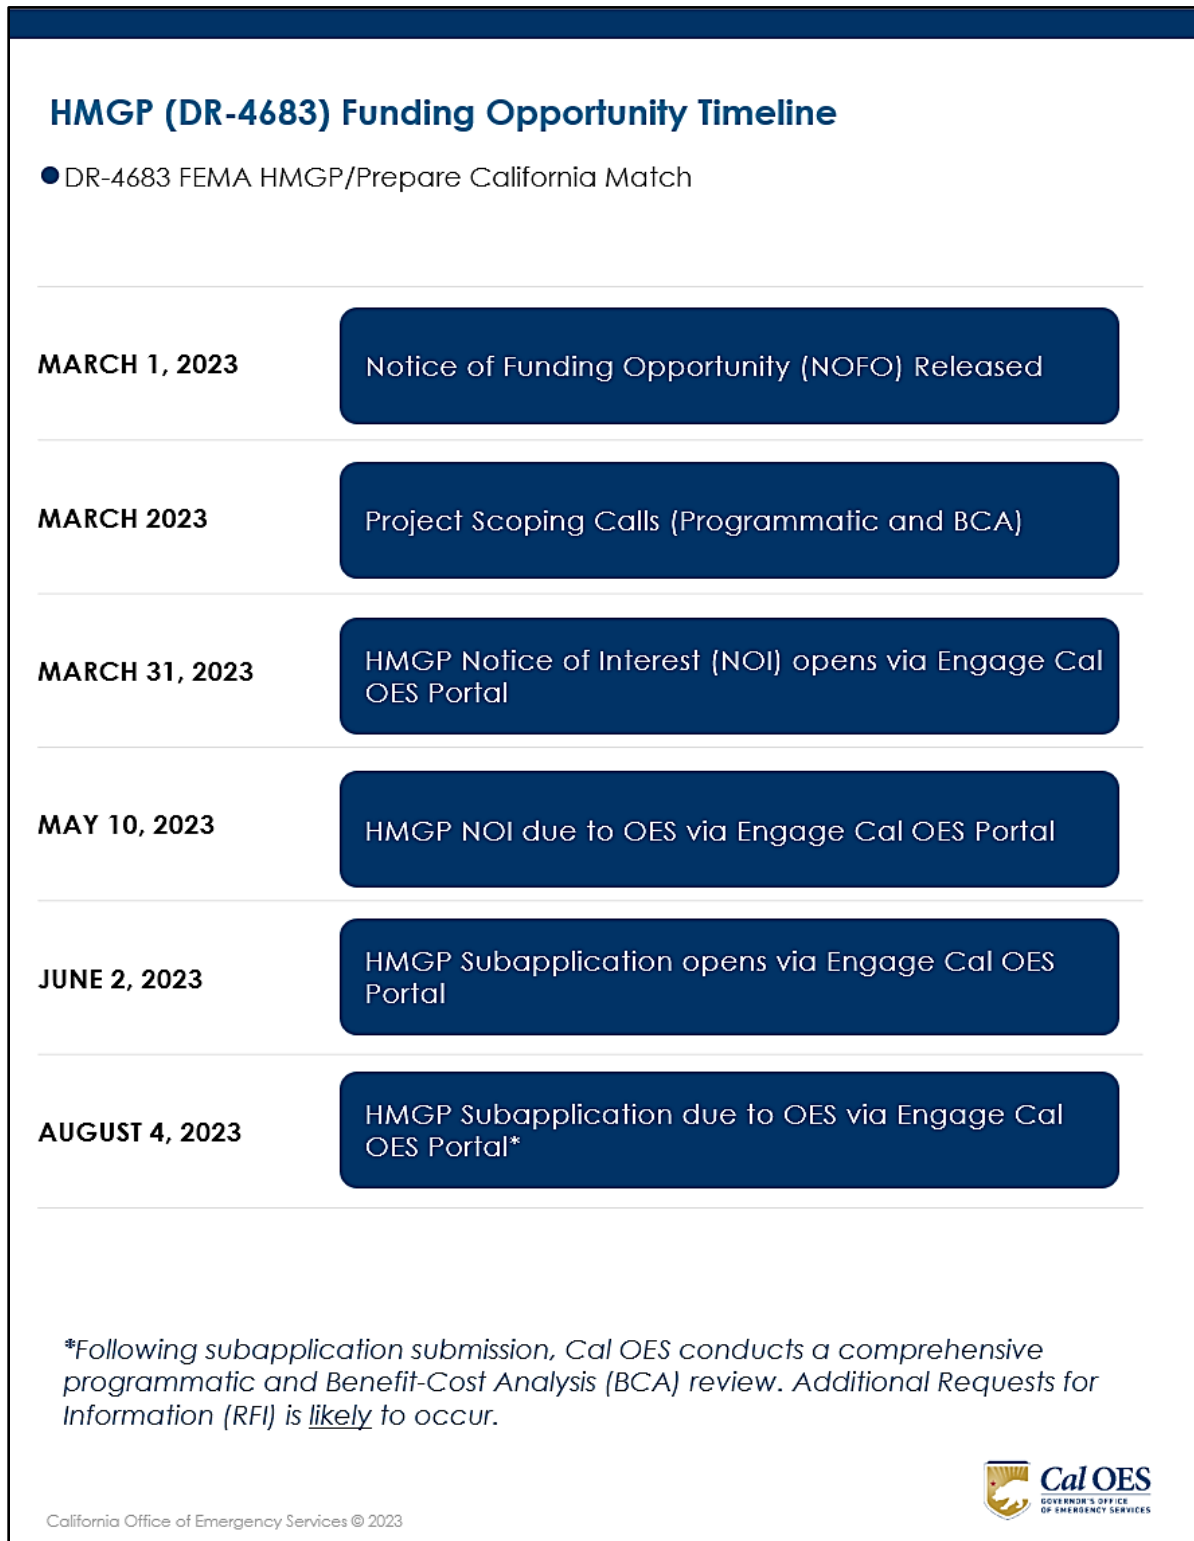 HMGP (DR-4683) Funding Opportunity Timeline
DR-4683 FEMA HMGP/Prepare California Match
MARCH 1, 2023
Notice of Funding Opportunity (NOFO) Released
MARCH 2023
Project Scoping Calls (Programmatic and BCA)
MARCH 31, 2023
HMGP Notice of Interest (NOI) opens via Engage Cal
OES Portal
MAY 10, 2023
HMGP NOI due to OES via Engage Cal OES Portal
JUNE 2, 2023
HMGP Subapplication opens via Engage Cal OES
Portal
AUGUST 4, 2023
HMGP Subapplication due to OES via Engage Cal
OES Portal*
*Following subapplication submission, Cal OES conducts a comprehensive
programmatic and Benefit-Cost Analysis (BCA) review. Additional Requests for
Information (RFI) is likely to occur.
Cal OES
GOVERNOR'S OFFICE
OF EMERGENCY SERVICES
California Office of Emergency Services © 2023